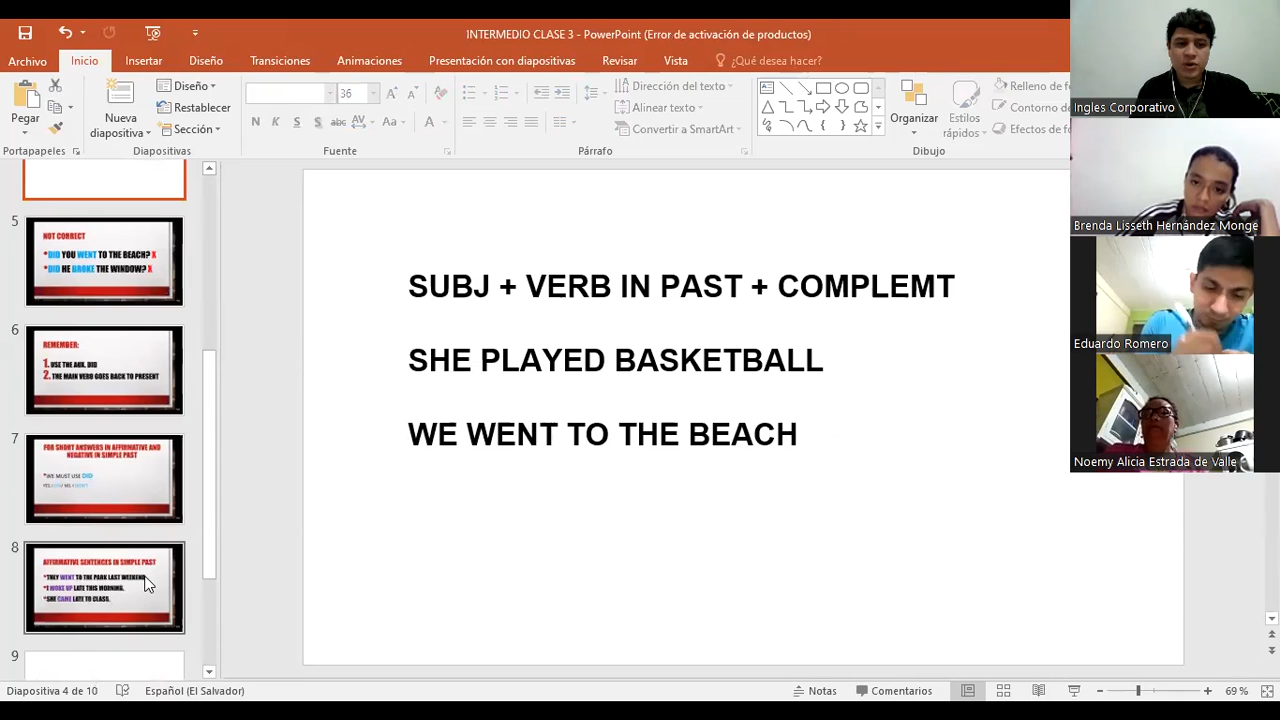 INTERMEDIO CLASE 3 - PowerPoint (Error de activación de productos)
Archivo Inicio Insertar Diseño Transiciones Animaciones Presentación con diapositivas Revisar Vista ¿Qué desea hacer?
Pegar
Nueva diapositiva
Diseño
Restablecer
Sección
36
N K S S abc AV Aa A
Dirección del texto
Alinear texto
Convertir a SmartArt
Organizar
Estilos rápidos
Relleno de
Contorno de
Efectos de fo
Portapapeles Diapositivas Fuente Párrafo Dibujo
5
NOT CORRECT
*DID YOU WENT TO THE BEACH? X
*DID HE BROKE THE WINDOW? X
6
REMEMBER:
1. USE THE AUX. DID
2. THE MAIN VERB GOES BACK TO PRESENT
7
FOR SHORT ANSWERS IN AFFIRMATIVE AND
NEGATIVE IN SIMPLE PAST
*WE MUST USE DID
8
AFFIRMATIVE SENTENCES IN SIMPLE PAST
*THEY WENT TO THE PARK LAST WEEKEND
*I WOKE UP LATE THIS MORNING.
*SHE CAME LATE TO CLASS.
9
SUBJ + VERB IN PAST + COMPLEMT
SHE PLAYED BASKETBALL
WE WENT TO THE BEACH
Ingles Corporativo
Brenda Lisseth Hernández Monge
Eduardo Romero
Noemy Alicia Estrada de Valle
Diapositiva 4 de 10 Español (El Salvador) Notas Comentarios 69 %